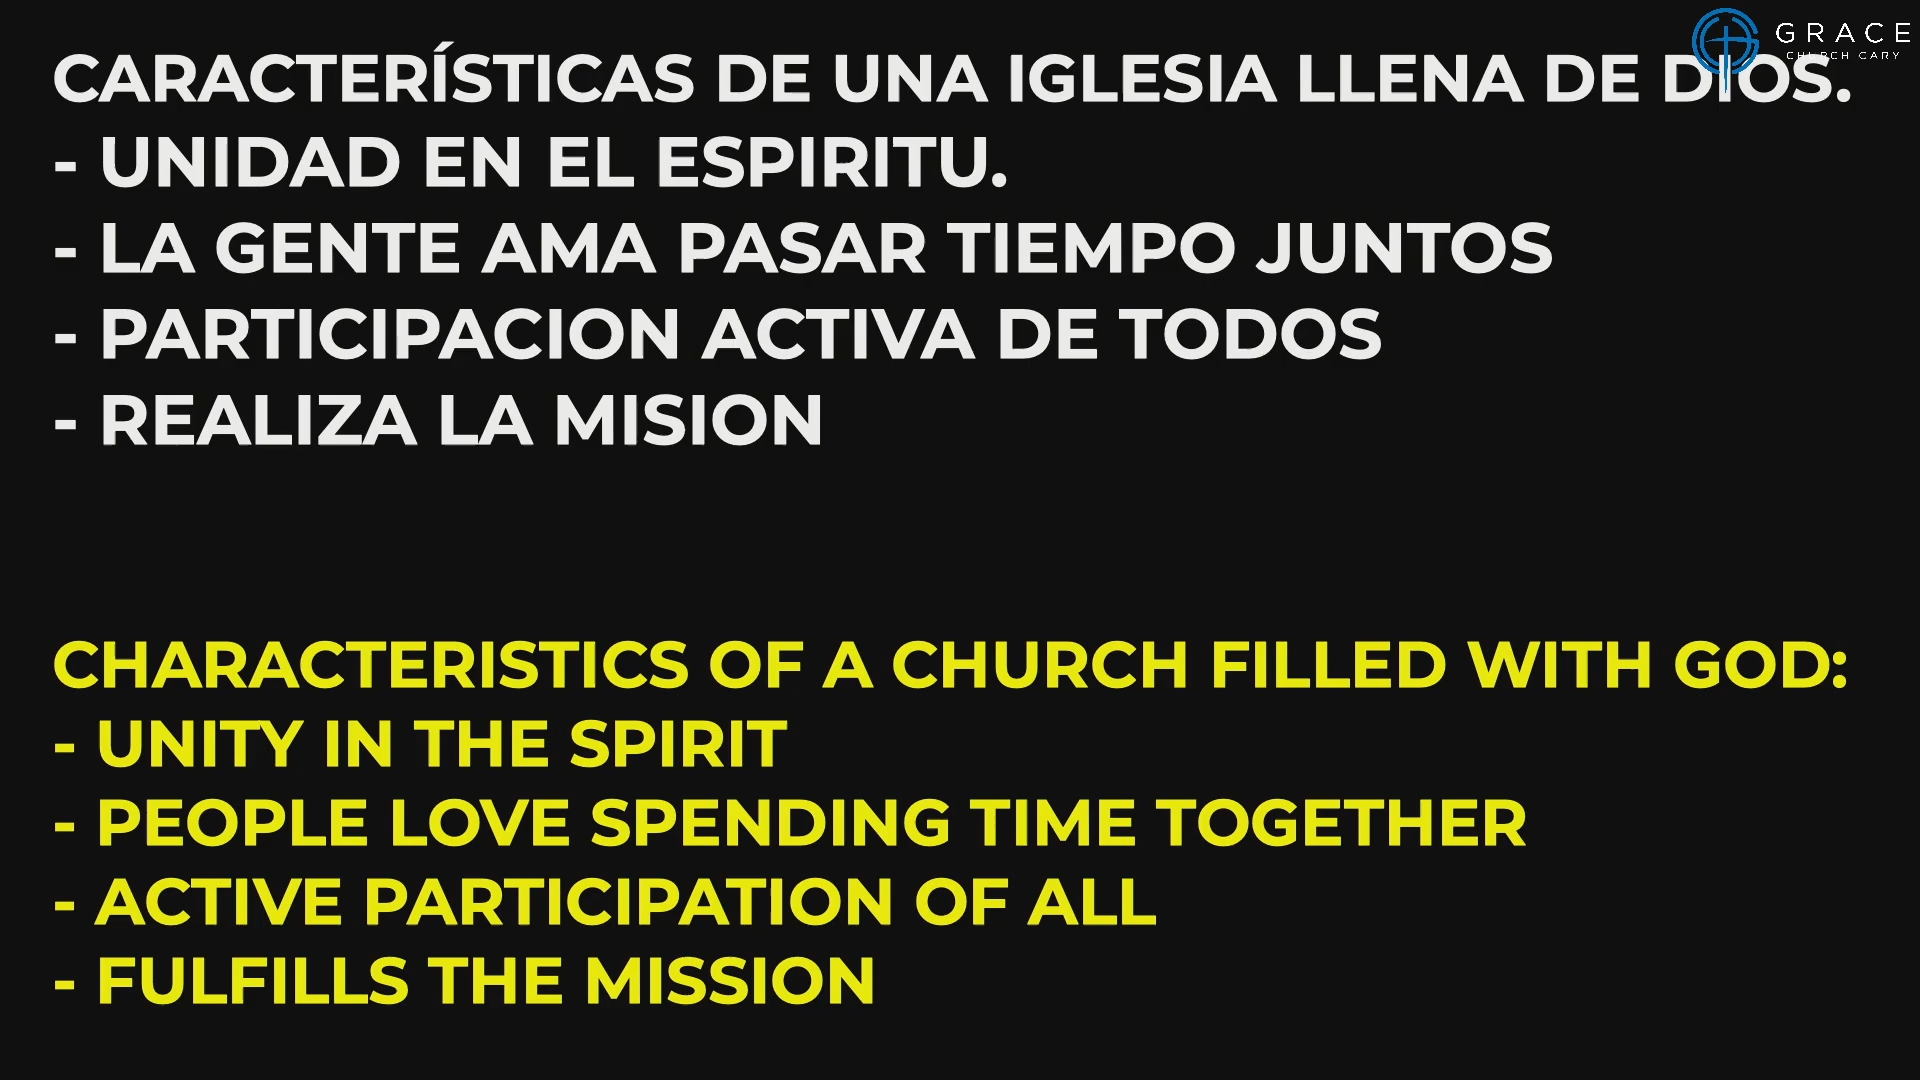 GRACE
CHURCH CARY
CARACTERÍSTICAS DE UNA IGLESIA LLENA DE DIOS.
- UNIDAD EN EL ESPIRITU.
- LA GENTE AMA PASAR TIEMPO JUNTOS
- PARTICIPACION ACTIVA DE TODOS
- REALIZA LA MISION
CHARACTERISTICS OF A CHURCH FILLED WITH GOD:
- UNITY IN THE SPIRIT
- PEOPLE LOVE SPENDING TIME TOGETHER
- ACTIVE PARTICIPATION OF ALL
- FULFILLS THE MISSION